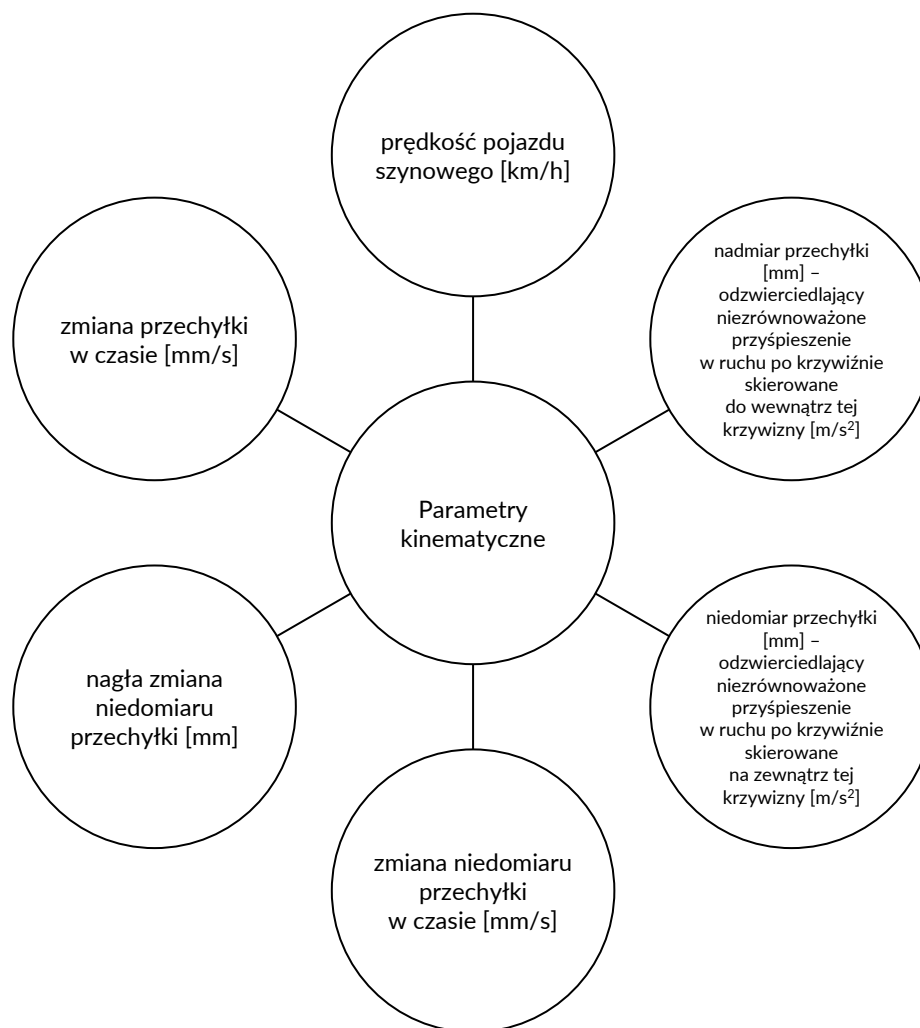 prędkość pojazdu
szynowego [km/h]
nadmiar przechyłki
[mm] –
odzwierciedlający
niezrównoważone
przyśpieszenie
w ruchu po krzywiźnie
skierowane
do wewnątrz tej
krzywizny [m/s²]
zmiana przechyłki
w czasie [mm/s]
Parametry
kinematyczne
niedomiar przechyłki
[mm] –
odzwierciedlający
niezrównoważone
przyśpieszenie
w ruchu po krzywiźnie
skierowane
na zewnątrz tej
krzywizny [m/s²]
nagła zmiana
niedomiaru
przechyłki [mm]
zmiana niedomiaru
przechyłki
w czasie [mm/s]